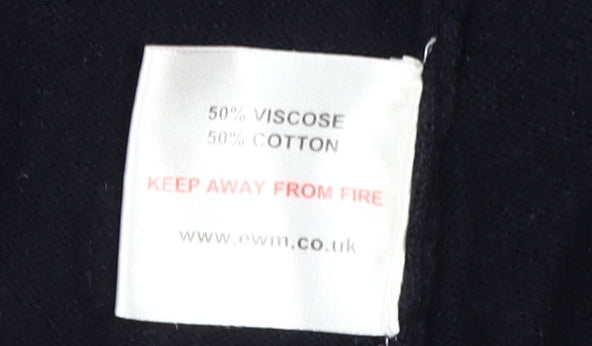 50% VISCOSE
50% COTTON
KEEP AWAY FROM FIRE
www.ewm.co.uk